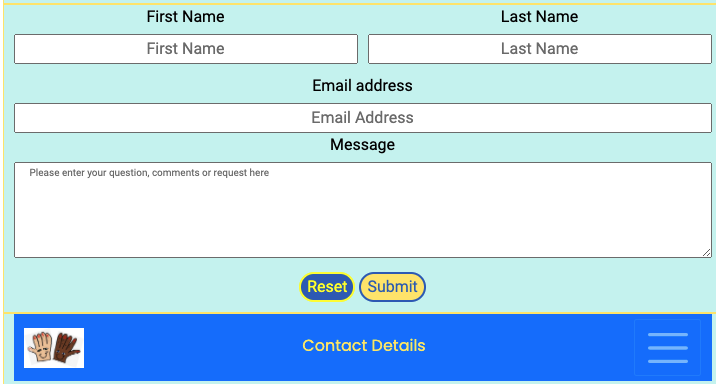 First Name Last Name
First Name Last Name
Email address
Email Address
Message
Please enter your question, comments or request here
Reset Submit
Contact Details